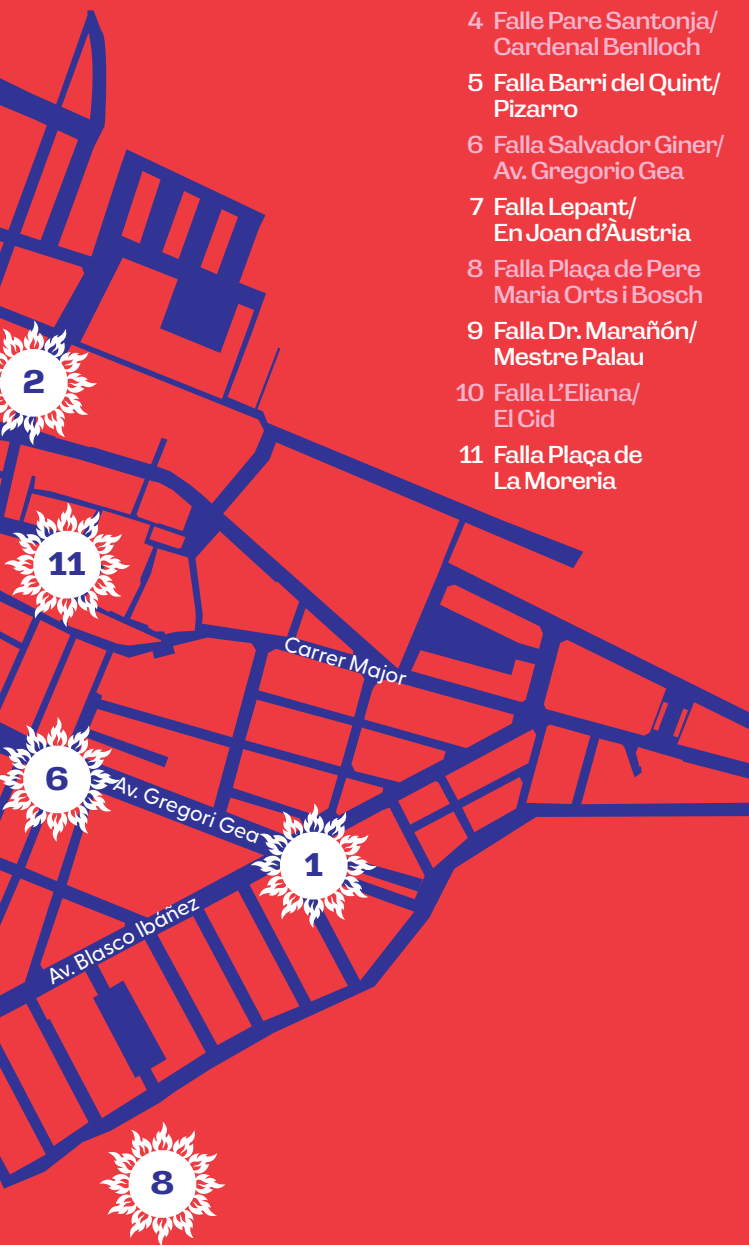 4 Falle Pare Santonja/
Cardenal Benlloch
5 Falla Barri del Quint/
Pizarro
6 Falla Salvador Giner/
Av. Gregorio Gea
7 Falla Lepant/
En Joan d’Àustria
8 Falla Plaça de Pere
Maria Orts i Bosch
9 Falla Dr. Marañón/
Mestre Palau
10 Falla L’Eliana/
El Cid
11 Falla Plaça de
La Moreria
2
11
Carrer Major
6
Av. Gregori Gea
1
Av. Blasco Ibáñez
8